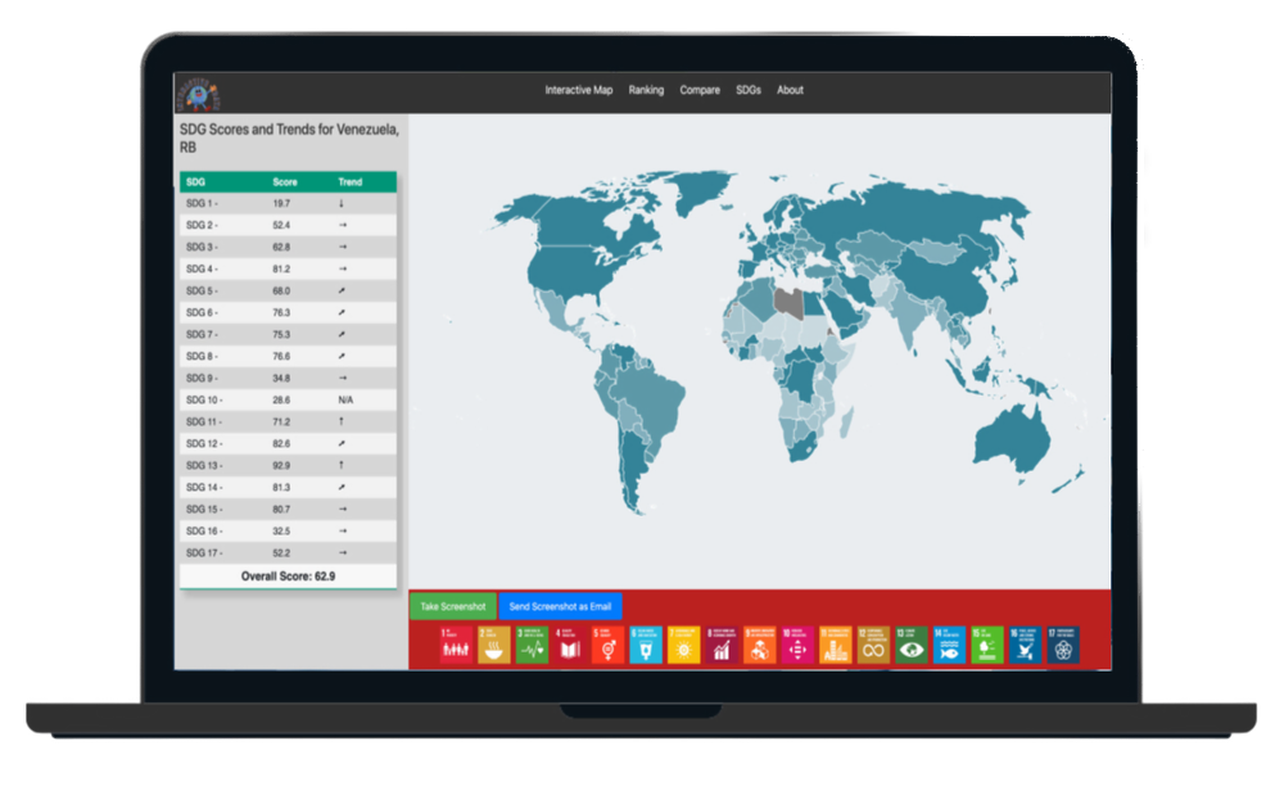 Interactive Map Ranking Compare SDGs About
SDG Scores and Trends for Venezuela,
RB
SDG Score Trend
SDG 1 - 19.7 ↓
SDG 2 - 52.4 →
SDG 3 - 62.8 →
SDG 4 - 81.2 →
SDG 5 - 68.0 ➚
SDG 6 - 76.3 ➚
SDG 7 - 75.3 ➚
SDG 8 - 76.6 ➚
SDG 9 - 34.8 →
SDG 10 - 28.6 N/A
SDG 11 - 71.2 ↑
SDG 12 - 82.6 ➚
SDG 13 - 92.9 ↑
SDG 14 - 81.3 ➚
SDG 15 - 80.7 →
SDG 16 - 32.5 →
SDG 17 - 52.2 →
Overall Score: 62.9
Take Screenshot Send Screenshot as Email
1 2 3 4 5 6 7 8 9 10 11 12 13 14 15 16 17